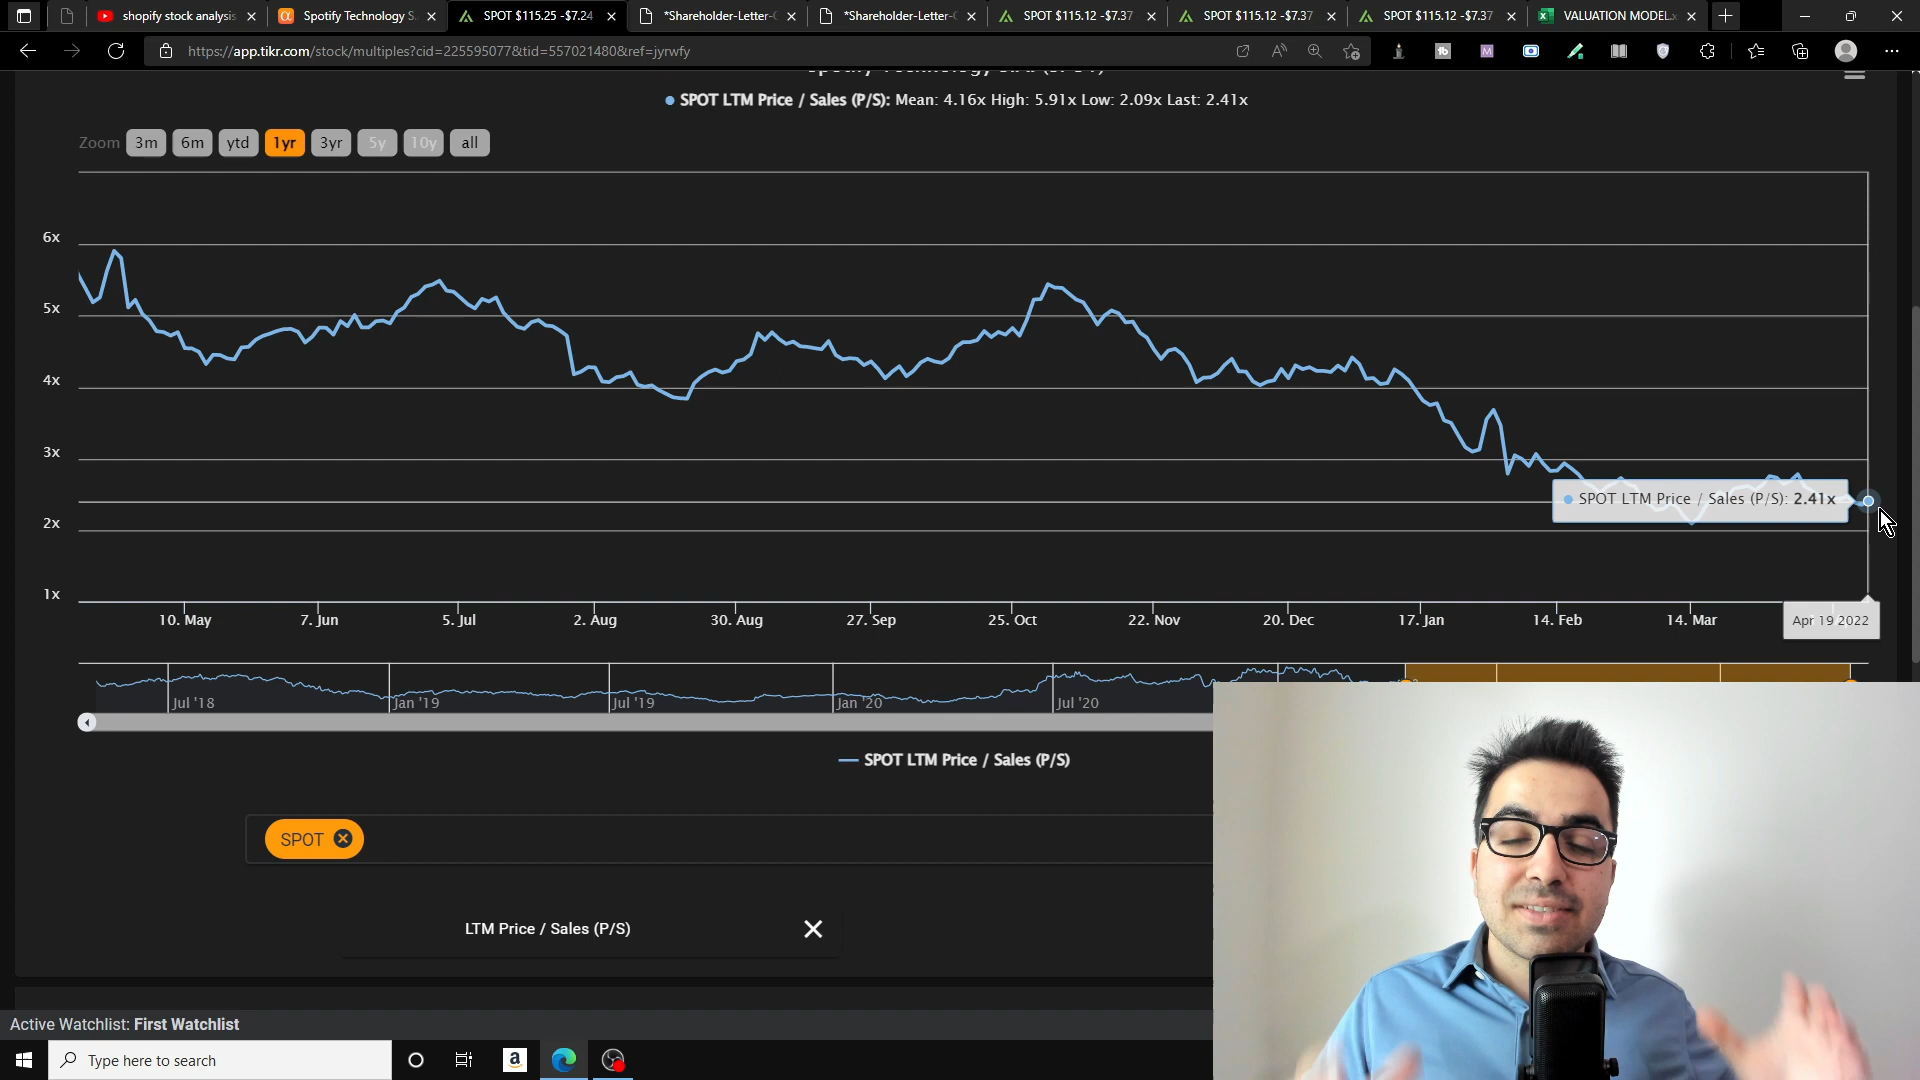 shopify stock analysis
Spotify Technology S.
SPOT $115.25 -$7.24
*Shareholder-Letter-
*Shareholder-Letter-
SPOT $115.12 -$7.37
SPOT $115.12 -$7.37
SPOT $115.12 -$7.37
VALUATION MODEL.
https://app.tikr.com/stock/multiples?cid=225595077&tid=557021480&ref=jyrwfy
SPOT LTM Price / Sales (P/S): Mean: 4.16x High: 5.91x Low: 2.09x Last: 2.41x
Zoom 3m 6m ytd 1yr 3yr 5y 10y all
6x
5x
4x
3x
2x
1x
SPOT LTM Price / Sales (P/S): 2.41x
10. May 7. Jun 5. Jul 2. Aug 30. Aug 27. Sep 25. Oct 22. Nov 20. Dec 17. Jan 14. Feb 14. Mar
Apr 19 2022
Jul '18 Jan '19 Jul '19 Jan '20 Jul '20
SPOT LTM Price / Sales (P/S)
SPOT
LTM Price / Sales (P/S)
Active Watchlist: First Watchlist
Type here to search